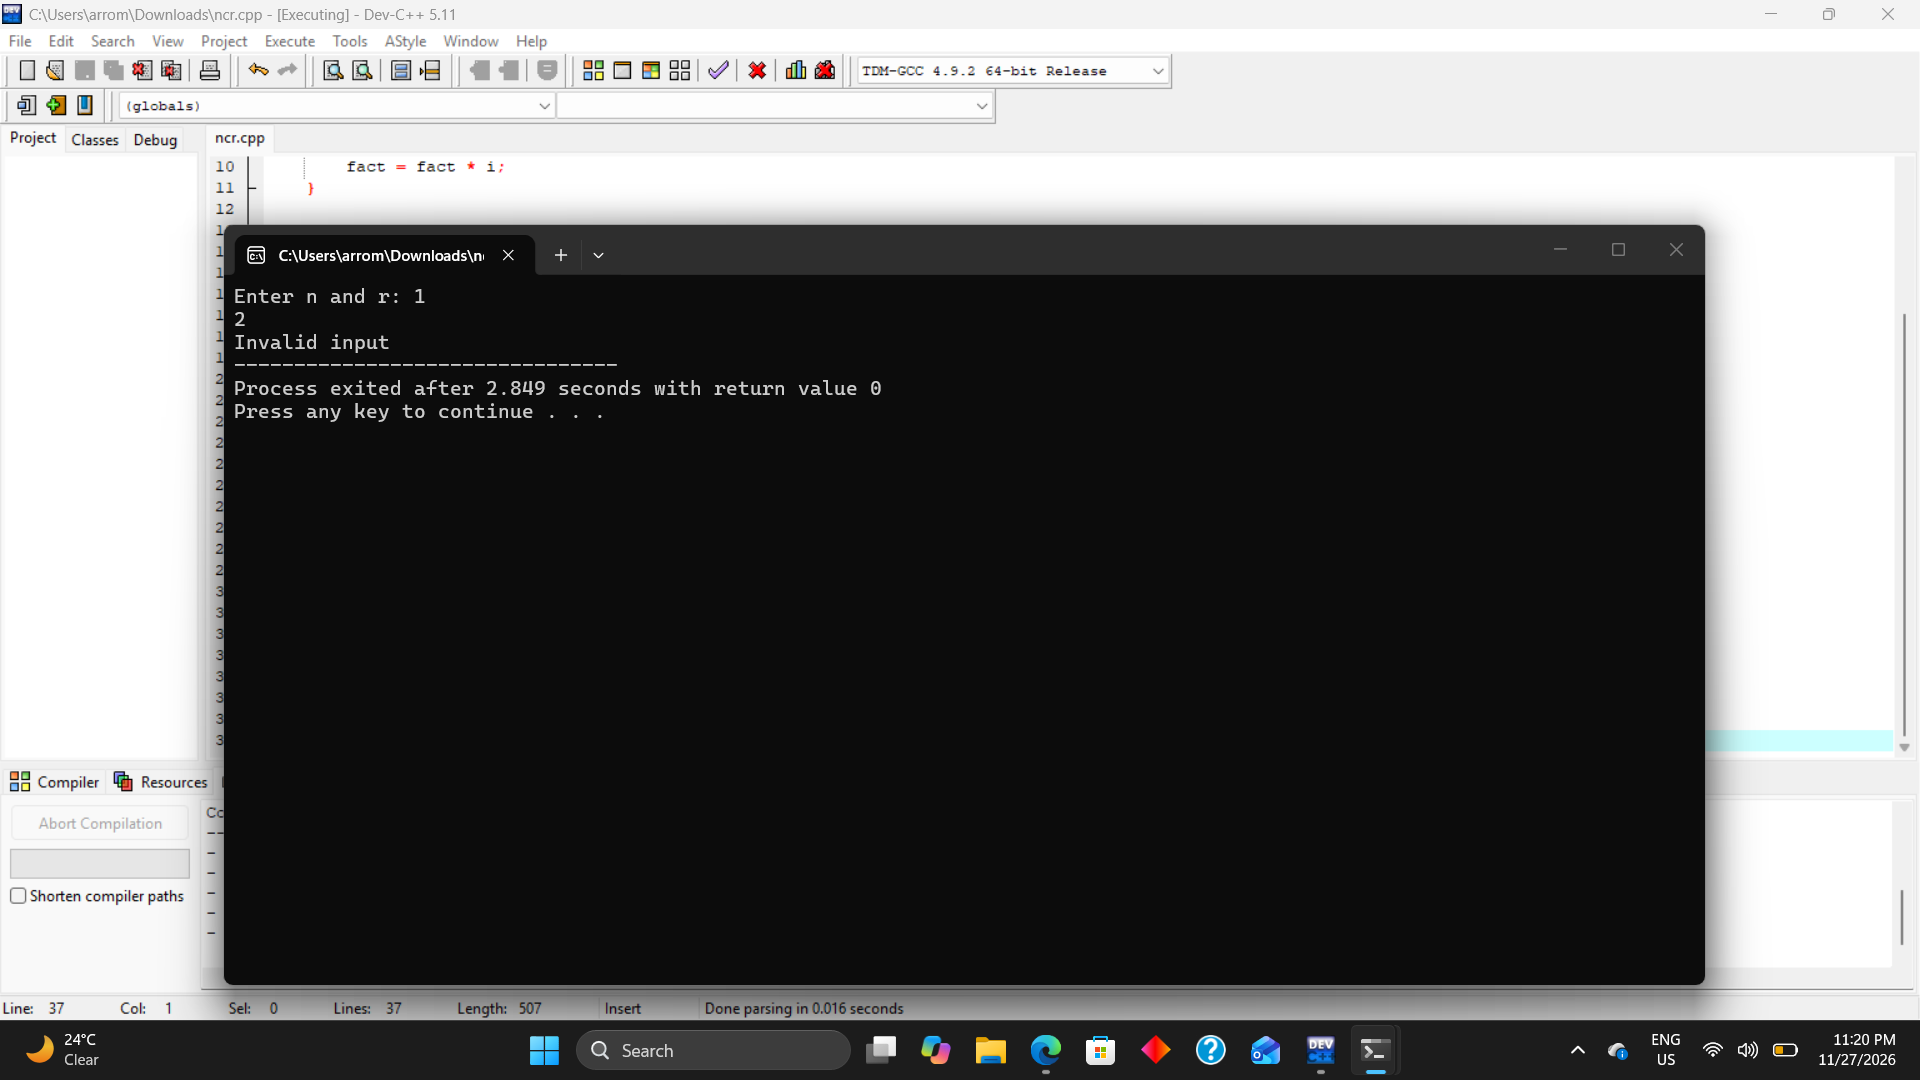 C:\Users\arrom\Downloads\ncr.cpp - [Executing] - Dev-C++ 5.11
File Edit Search View Project Execute Tools AStyle Window Help
TDM-GCC 4.9.2 64-bit Release
(globals)
Project Classes Debug ncr.cpp
10 fact = fact * i;
11 }
12
C:\Users\arrom\Downloads\n
Enter n and r: 1
2
Invalid input
--------------------------------
Process exited after 2.849 seconds with return value 0
Press any key to continue . . .
Compiler Resources
Abort Compilation
Shorten compiler paths
Line: 37 Col: 1 Sel: 0 Lines: 37 Length: 507 Insert Done parsing in 0.016 seconds
24°C
Clear
Search
DEV
ENG
US
11:20 PM
11/27/2026